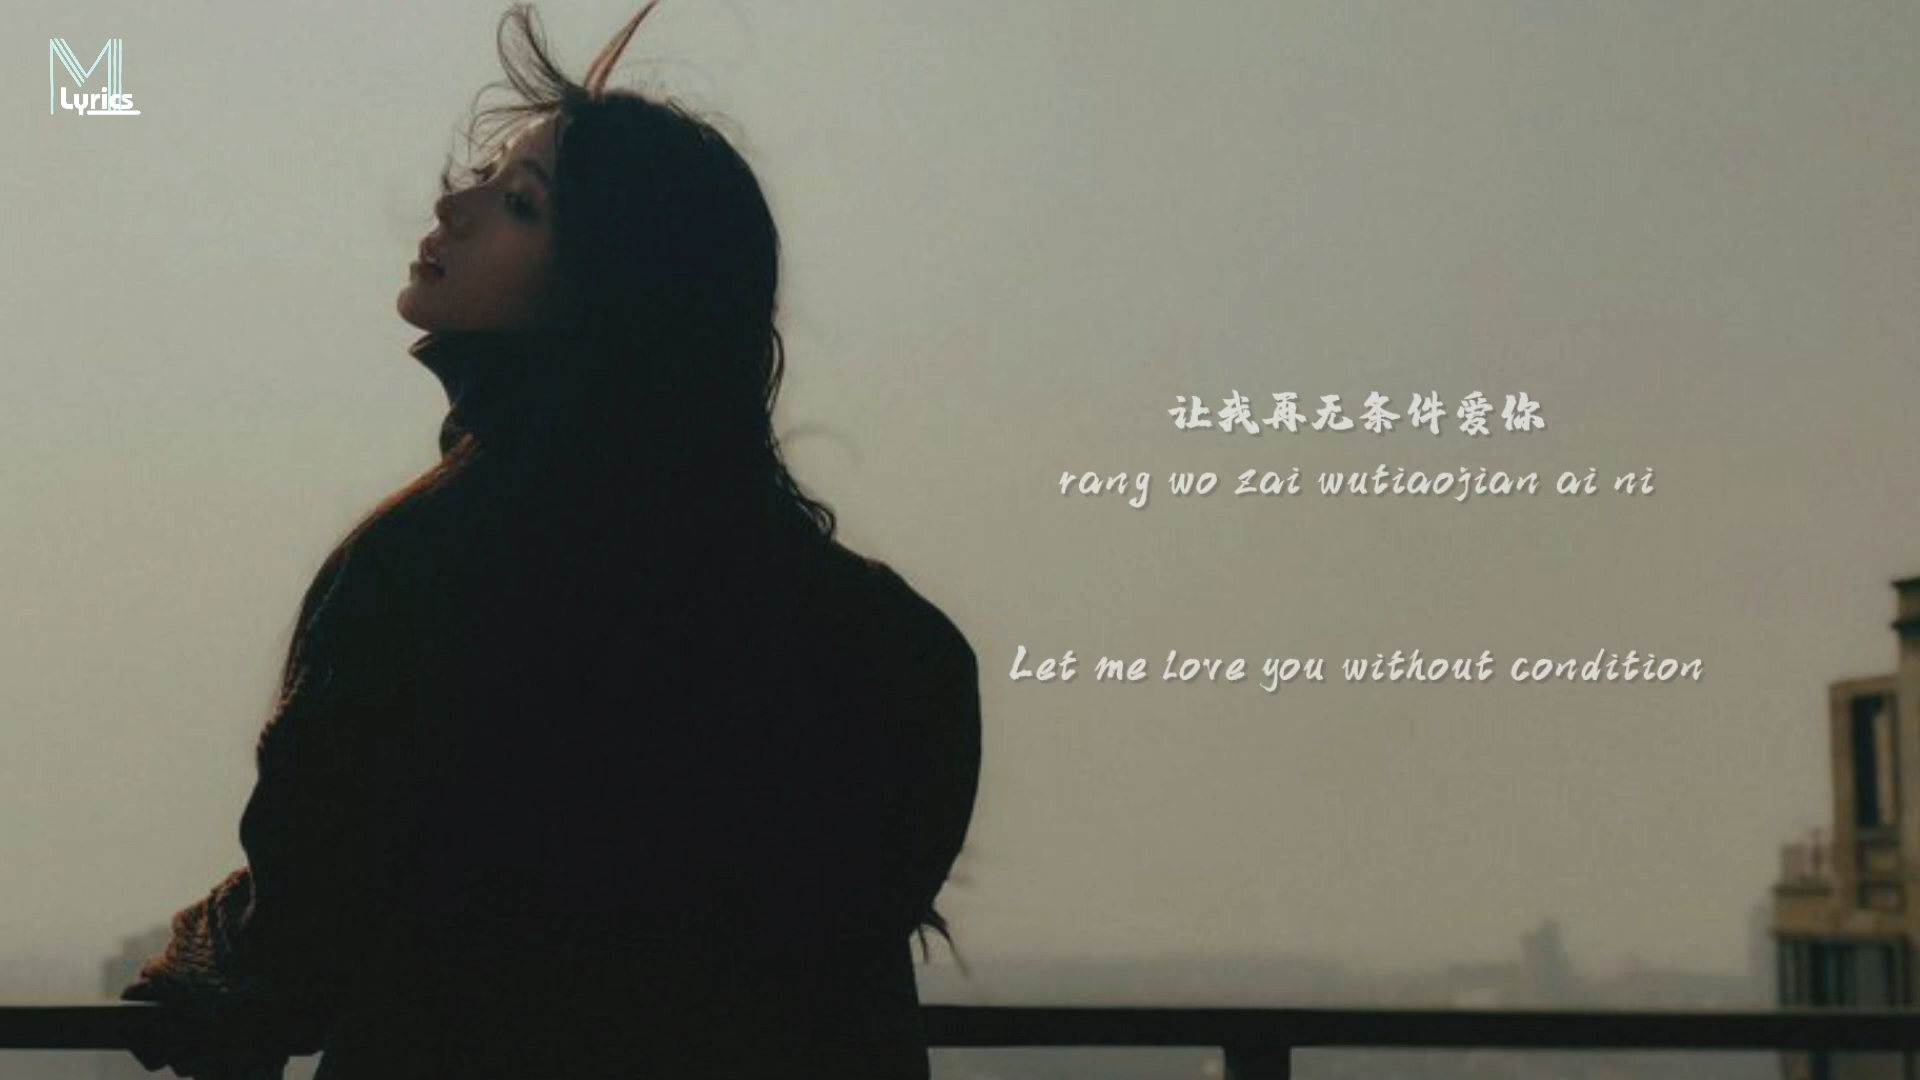 M
Lyrics
让我再无条件爱你
rang wo zai wutiaojian ai ni
Let me love you without condition